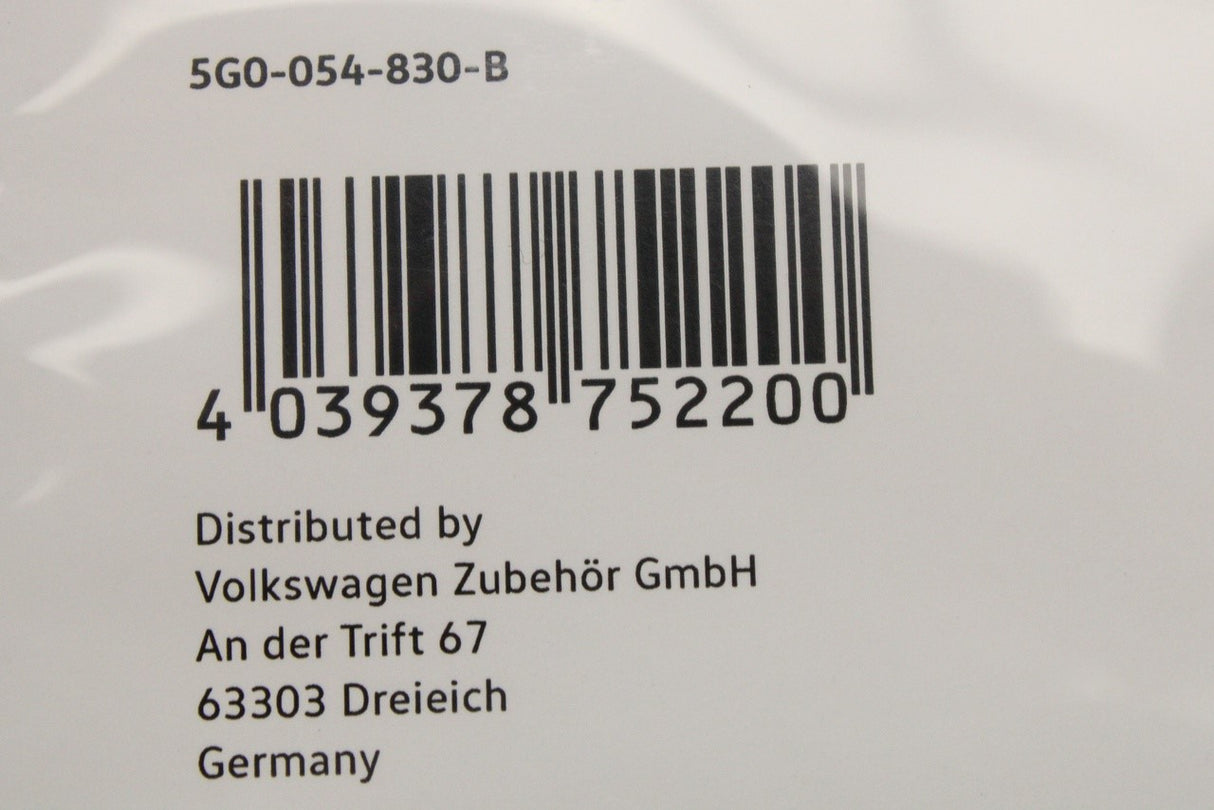 5G0-054-830-B
4 039378 752200
Distributed by
Volkswagen Zubehör GmbH
An der Trift 67
63303 Dreieich
Germany